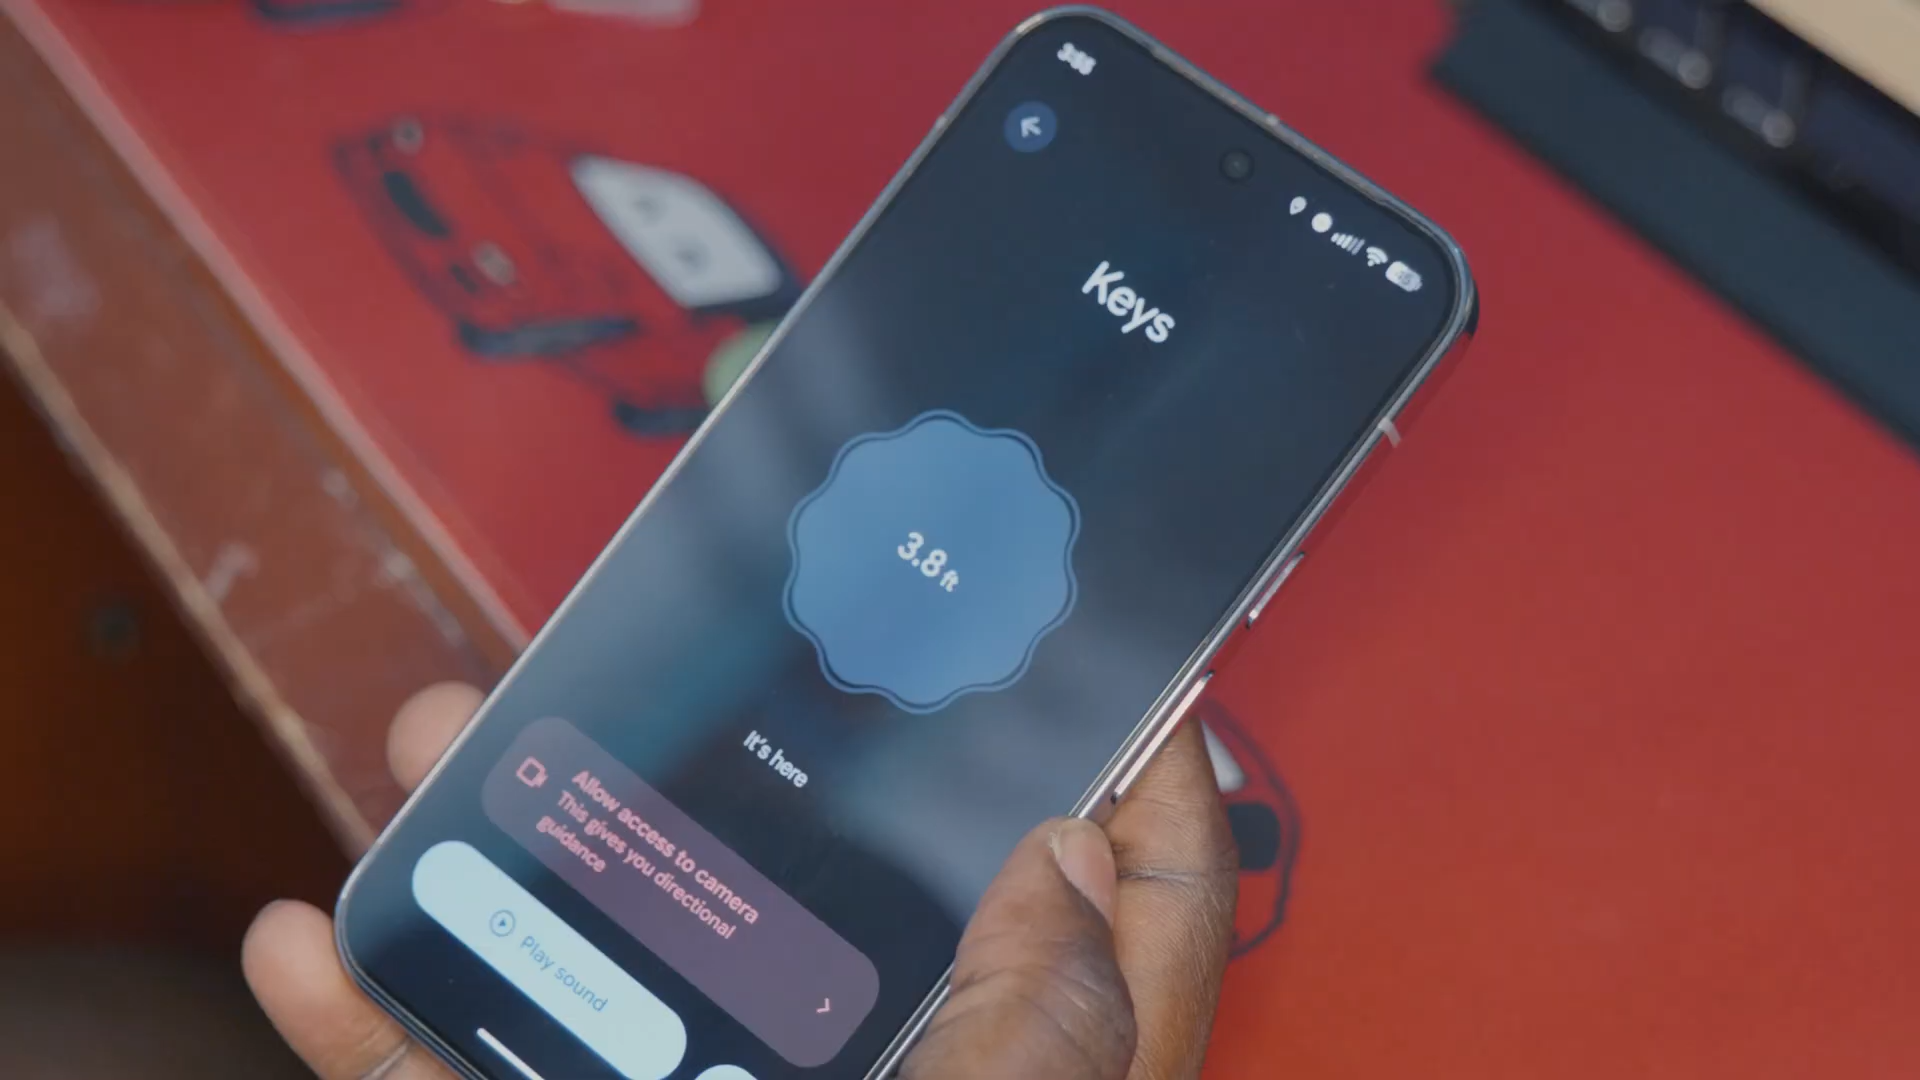 Keys
3.8 ft
It's here
Allow access to camera
This gives you directional
guidance
Play sound